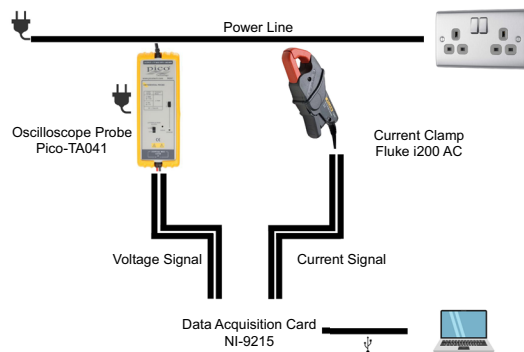 Power Line
pico
Oscilloscope Probe
Pico-TA041
Current Clamp
Fluke i200 AC
Voltage Signal
Current Signal
Data Acquisition Card
NI-9215